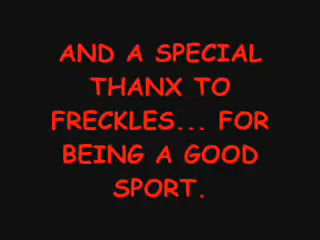 AND A SPECIAL
THANX TO
FRECKLES... FOR
BEING A GOOD
SPORT.